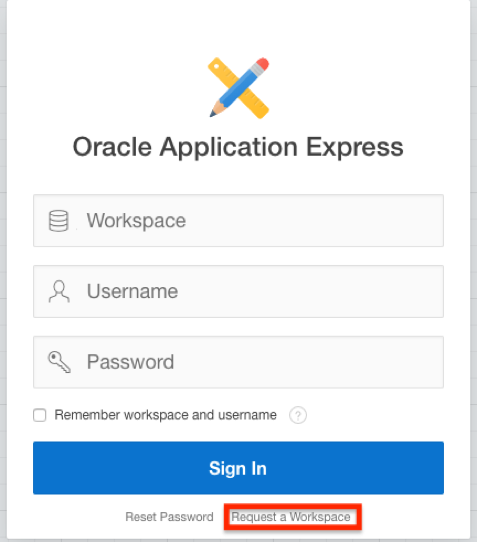 Oracle Application Express
Workspace
Username
Password
Remember workspace and username ?
Sign In
Reset Password Request a Workspace